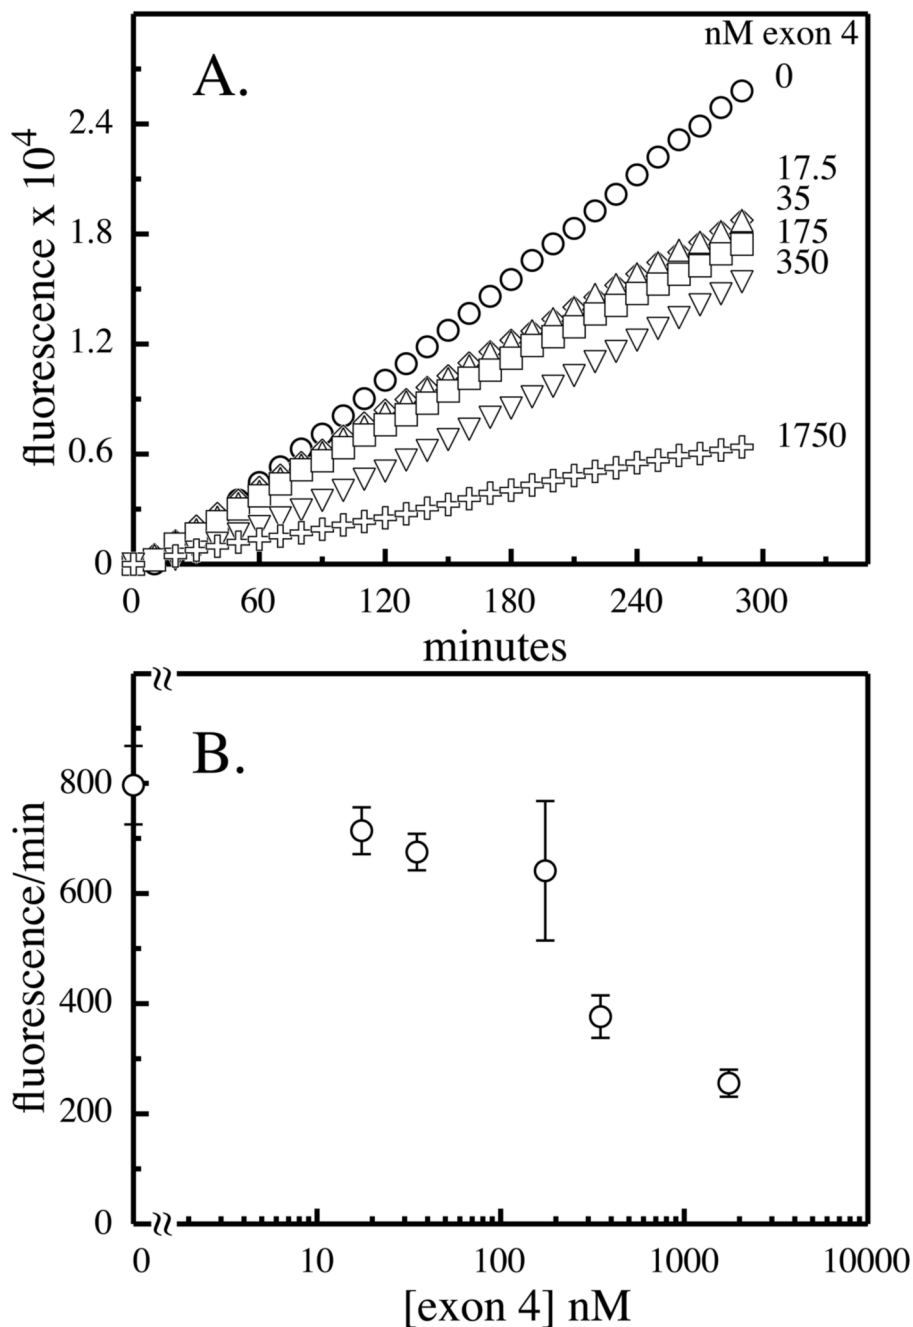 nM exon 4
A.
0
17.5
35
175
350
1750
2.4
1.8
1.2
0.6
0
fluorescence x 10⁴
0 60 120 180 240 300
minutes
B.
800
600
400
200
0
fluorescence/min
0 10 100 1000 10000
[exon 4] nM